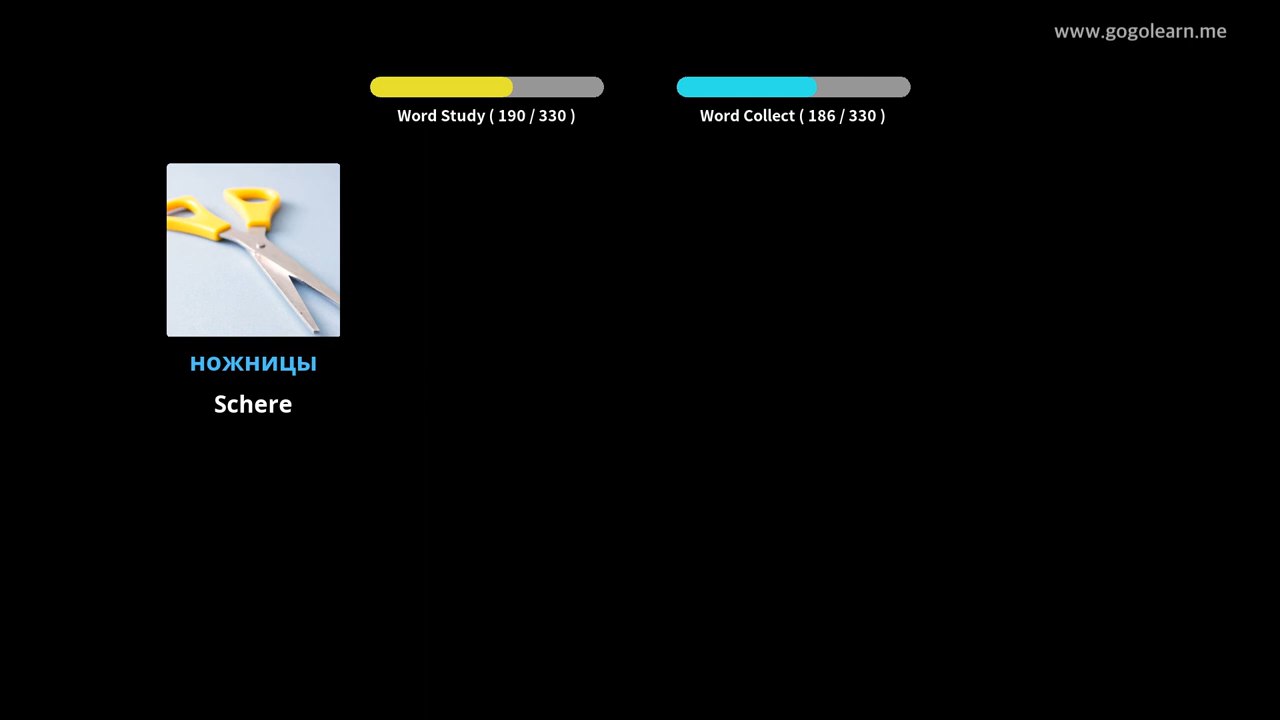 www.gogolearn.me
Word Study ( 190 / 330 )
Word Collect ( 186 / 330 )
ножницы
Schere